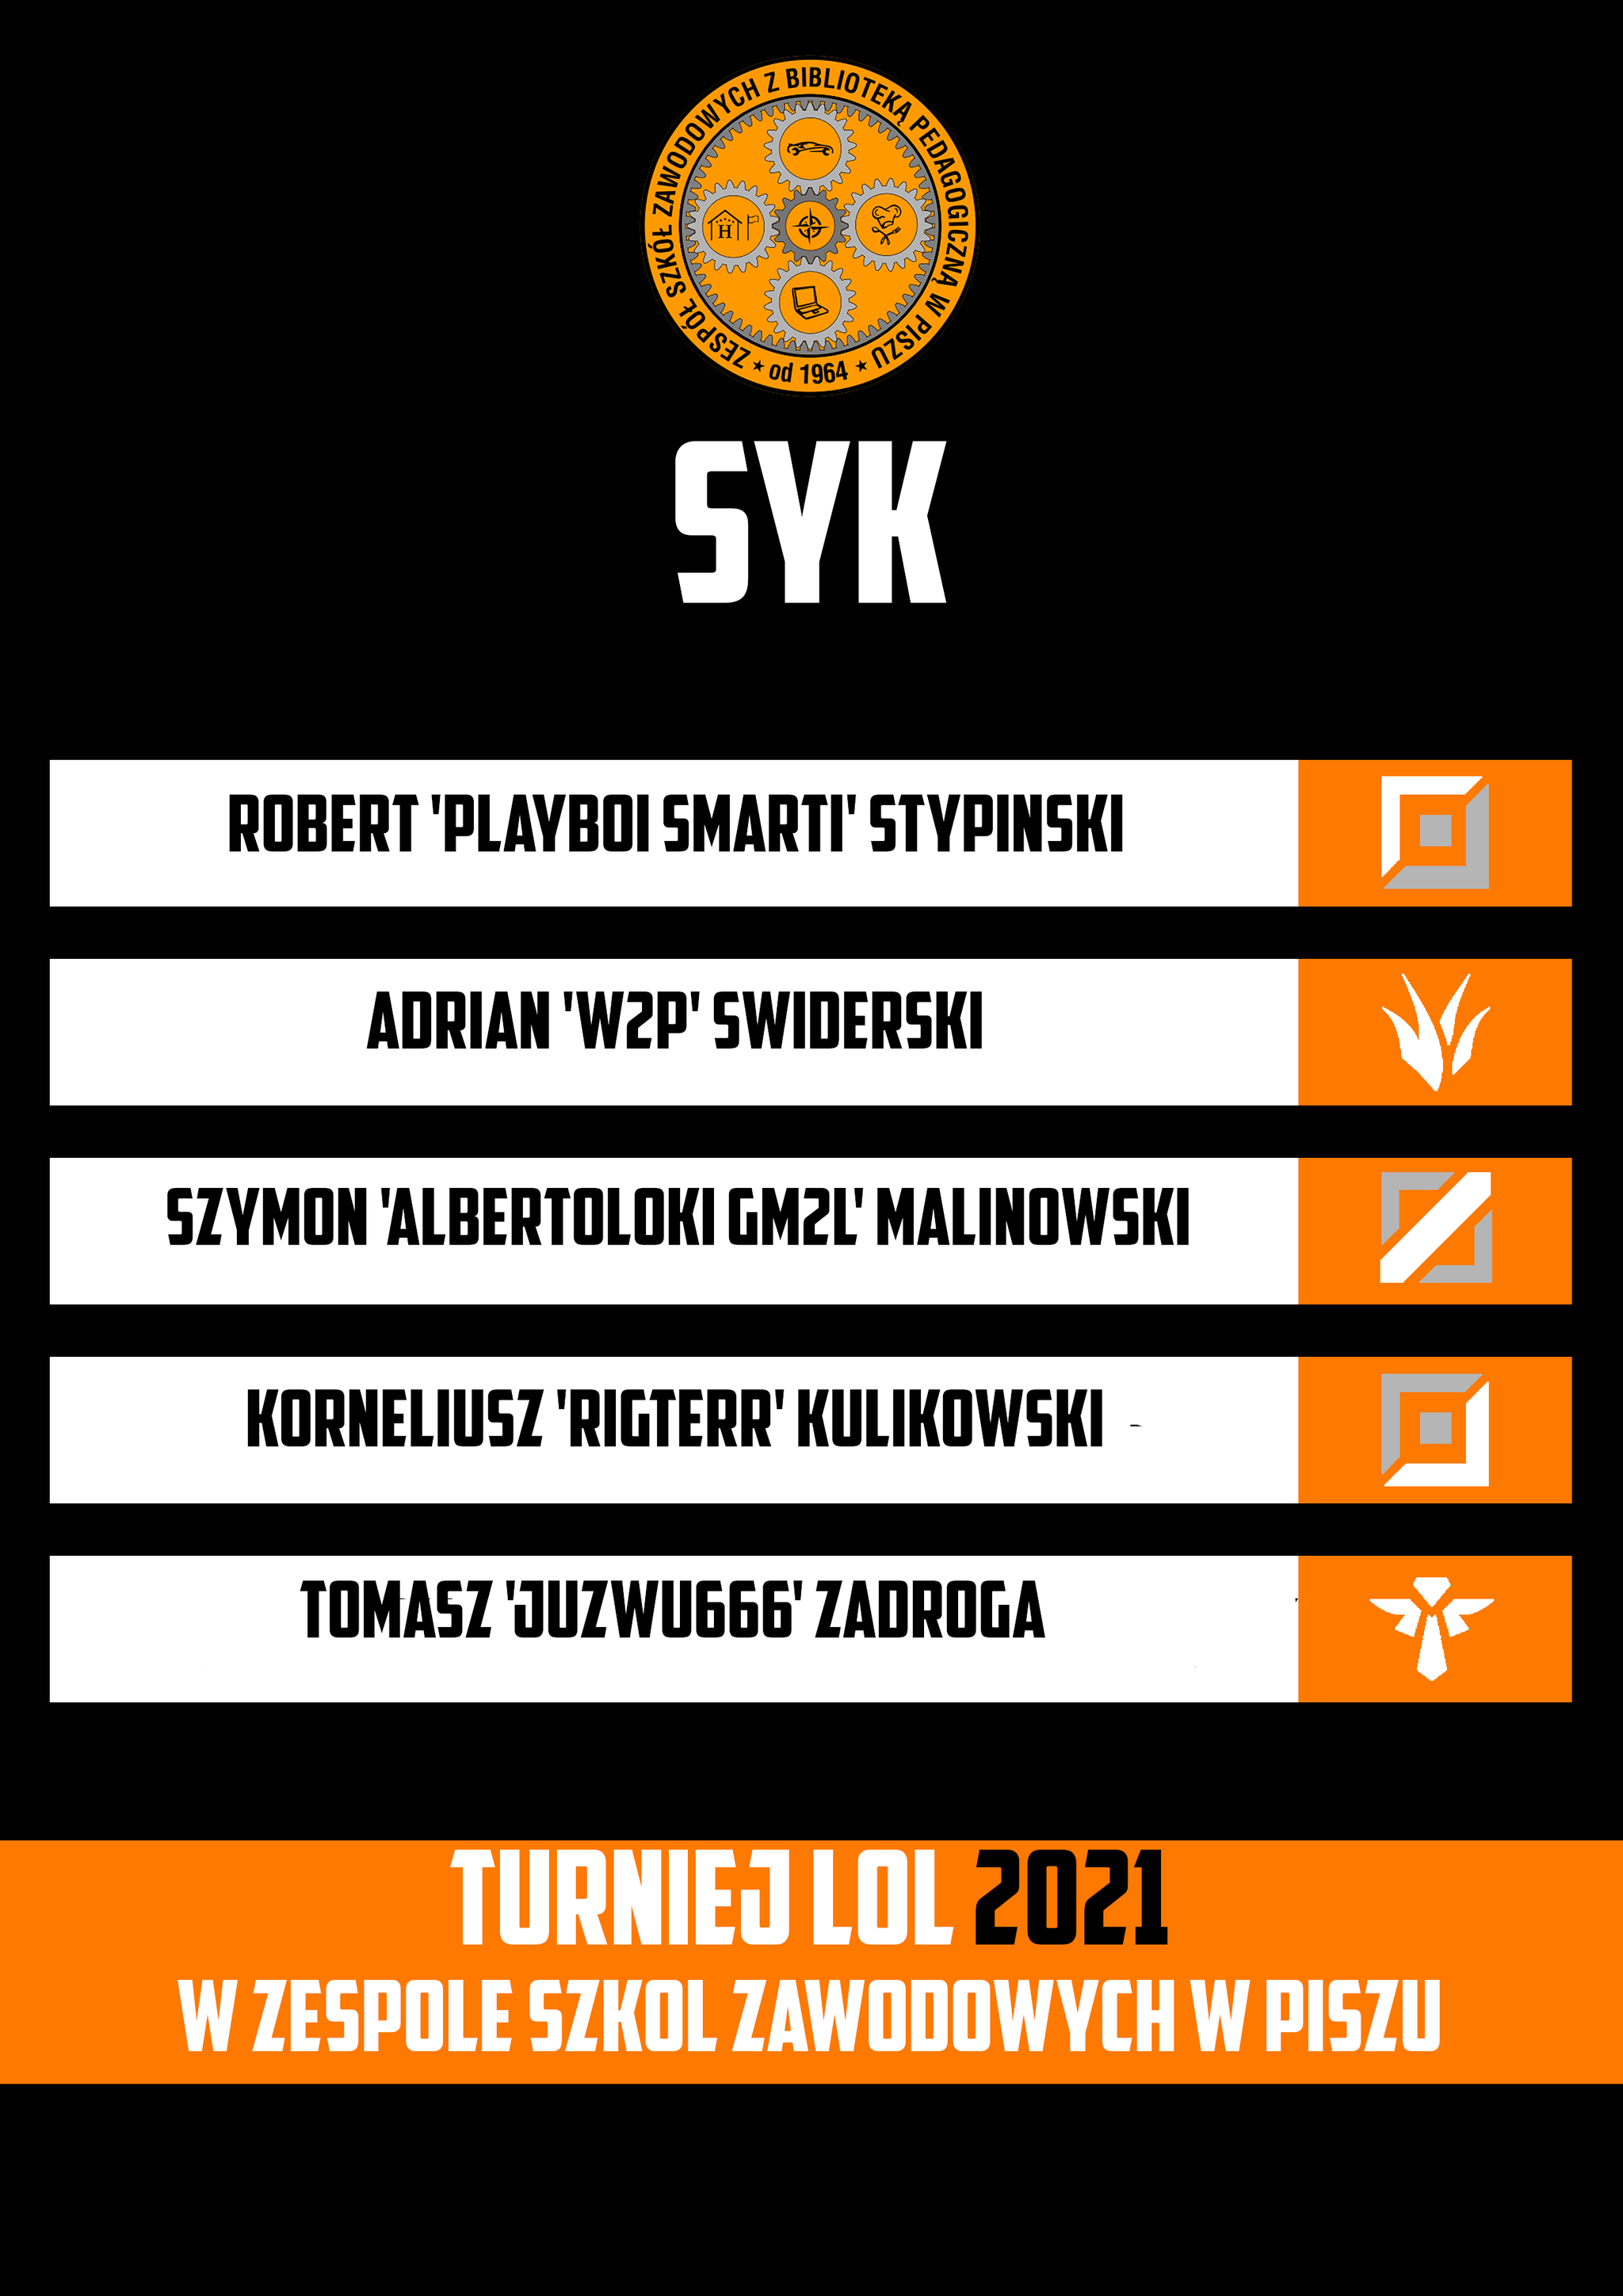 ZESPÓŁ SZKÓŁ ZAWODOWYCH Z BIBLIOTEKĄ PEDAGOGICZNĄ W PISZU
★ od 1964 ★
H
SYK
ROBERT 'PLAYBOI SMARTI' STYPINSKI
ADRIAN 'W2P' SWIDERSKI
SZYMON 'ALBERTOLOKI GM2L' MALINOWSKI
KORNELIUSZ 'RIGTERR' KULIKOWSKI
TOMASZ 'JUZWU666' ZADROGA
TURNIEJ LOL 2021
W ZESPOLE SZKOL ZAWODOWYCH W PISZU